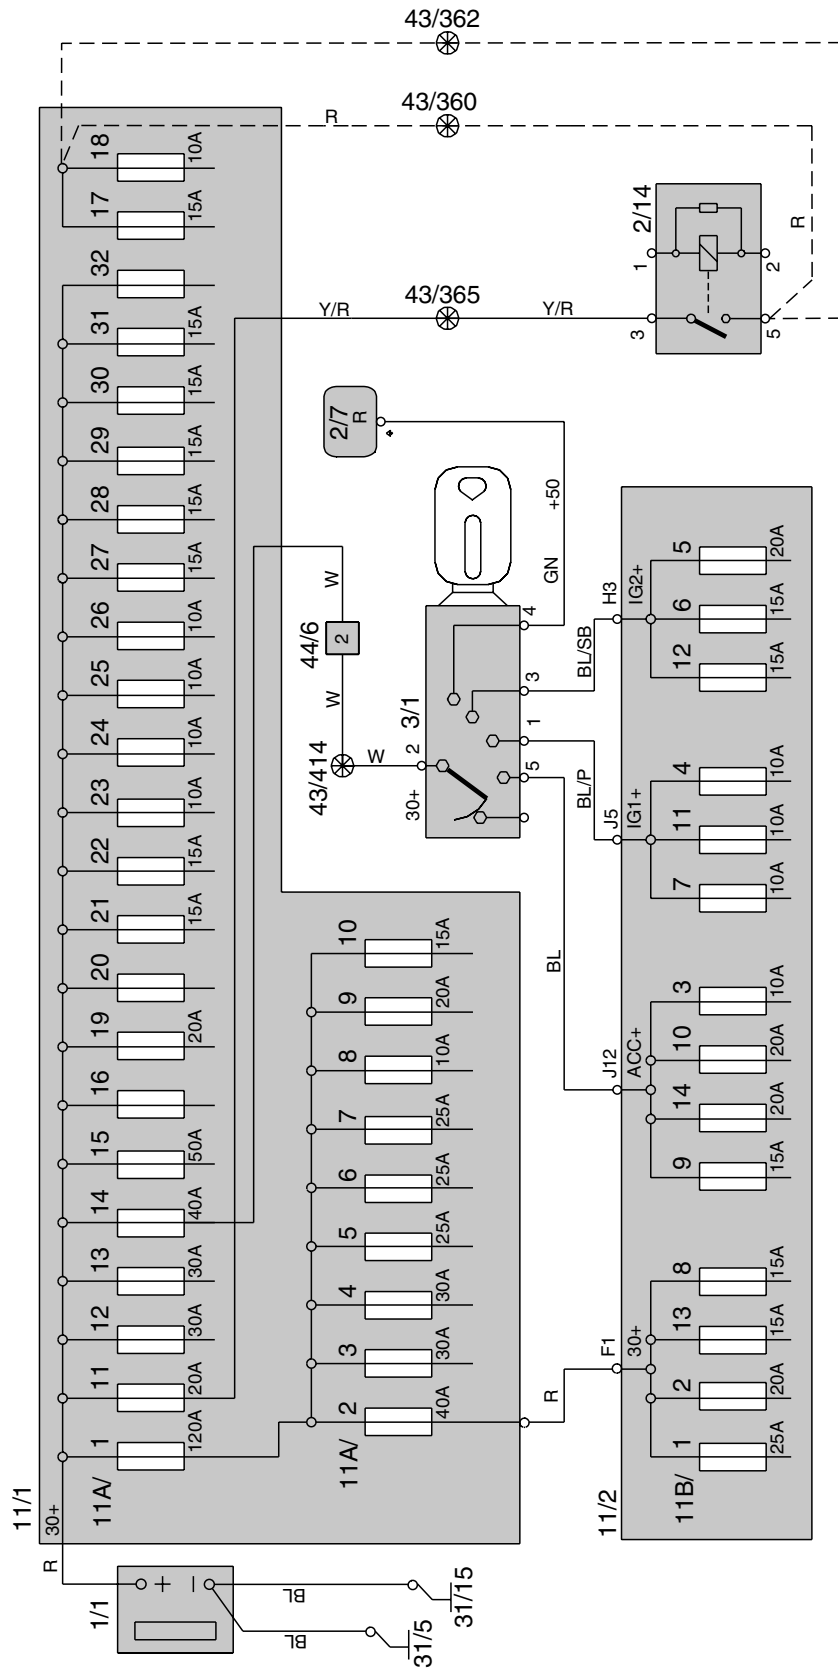 43/362
43/360
R
18
10A
17
15A
32
31
15A
30
15A
29
15A
28
15A
27
15A
26
10A
25
10A
24
10A
23
10A
22
15A
21
15A
20
19
20A
16
15
50A
14
40A
13
30A
12
30A
11
20A
1
120A
11A/
11/1
30+
R
1/1
+
–
BL
BL
31/15
31/5
Y/R
43/365
Y/R
2/14
1
2
3
5
R
2/7
R
4
+50
GN
W
44/6
2
W
43/414
W
3/1
2
30+
4
3
1
5
BL/SB
BL/P
BL
10
15A
9
20A
8
10A
7
25A
6
25A
5
25A
4
30A
3
30A
2
40A
11A/
R
H3
IG2+
5
20A
6
15A
12
15A
J5
IG1+
4
10A
11
10A
7
10A
J12
ACC+
3
10A
10
20A
14
20A
9
15A
F1
30+
8
15A
13
15A
2
20A
1
25A
11B/
11/2